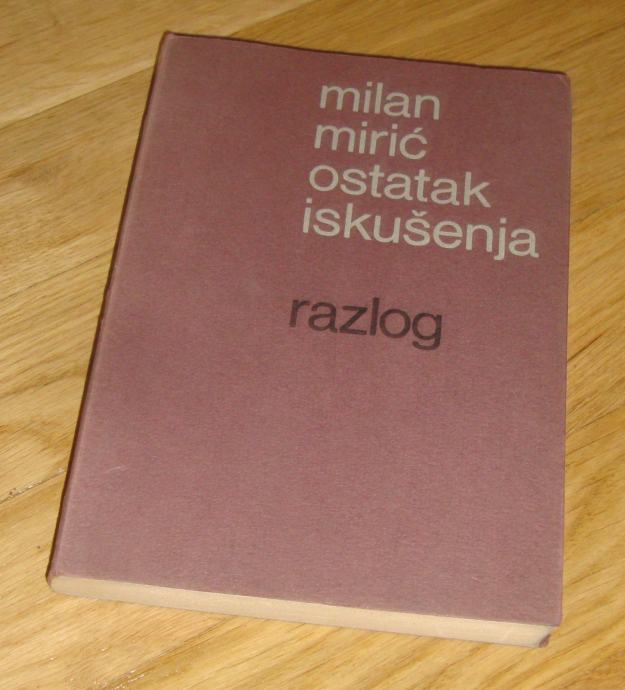 milan
mirić
ostatak
iskušenja
razlog